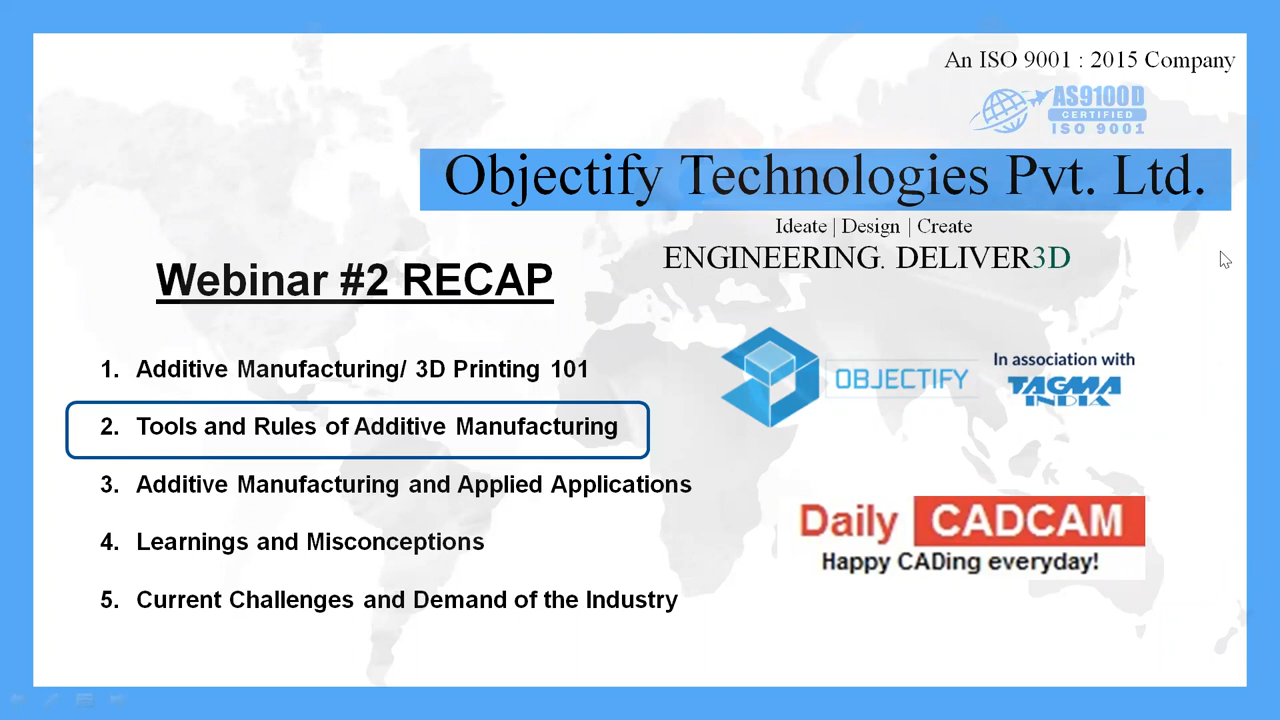 An ISO 9001 : 2015 Company
AS9100D
CERTIFIED
ISO 9001
Objectify Technologies Pvt. Ltd.
Ideate | Design | Create
ENGINEERING. DELIVER3D
Webinar #2 RECAP
1. Additive Manufacturing/ 3D Printing 101
2. Tools and Rules of Additive Manufacturing
3. Additive Manufacturing and Applied Applications
4. Learnings and Misconceptions
5. Current Challenges and Demand of the Industry
OBJECTIFY
In association with
TAGMA
INDIA
Daily CADCAM
Happy CADing everyday!